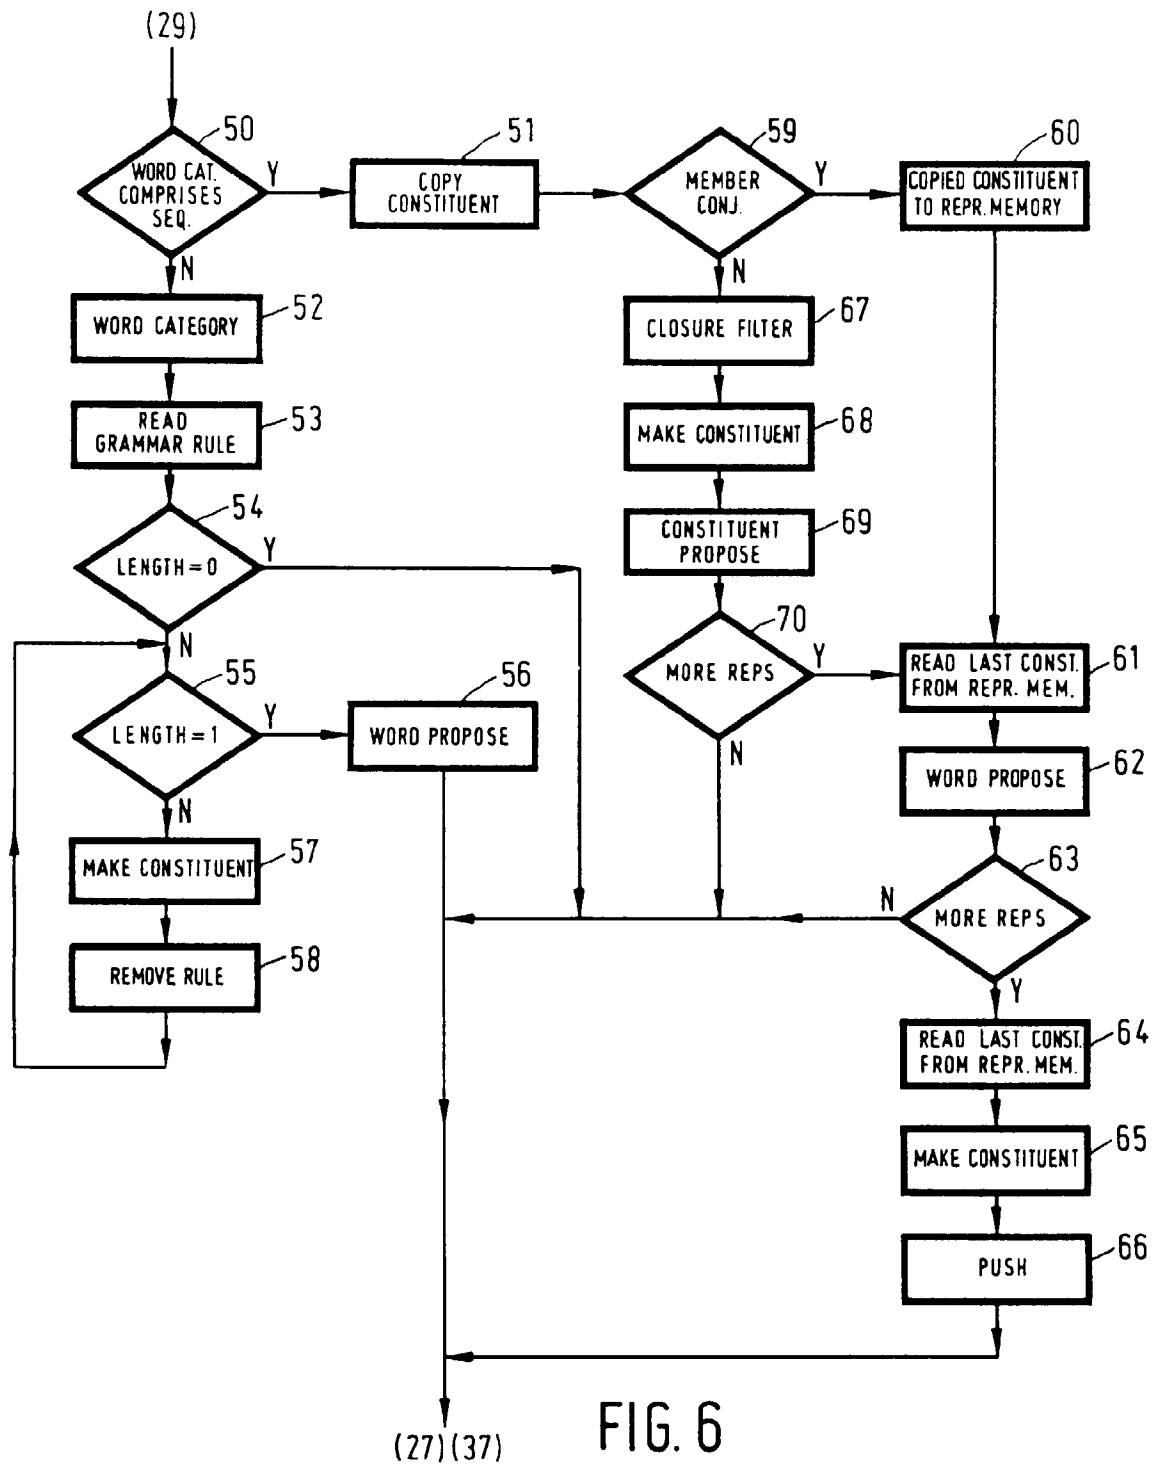 (29)
50
WORD CAT.
COMPRISES
SEQ.
Y
N
51
COPY
CONSTITUENT
59
MEMBER
CONJ.
Y
N
60
COPIED CONSTITUENT
TO REPR. MEMORY
52
WORD CATEGORY
67
CLOSURE FILTER
53
READ
GRAMMAR RULE
68
MAKE CONSTITUENT
54
LENGTH = 0
Y
N
69
CONSTITUENT
PROPOSE
70
MORE REPS
Y
N
61
READ LAST CONST.
FROM REPR. MEM.
55
LENGTH = 1
Y
N
56
WORD PROPOSE
62
WORD PROPOSE
57
MAKE CONSTITUENT
63
MORE REPS
N
Y
58
REMOVE RULE
64
READ LAST CONST.
FROM REPR. MEM.
65
MAKE CONSTITUENT
66
PUSH
(27)(37)
FIG. 6